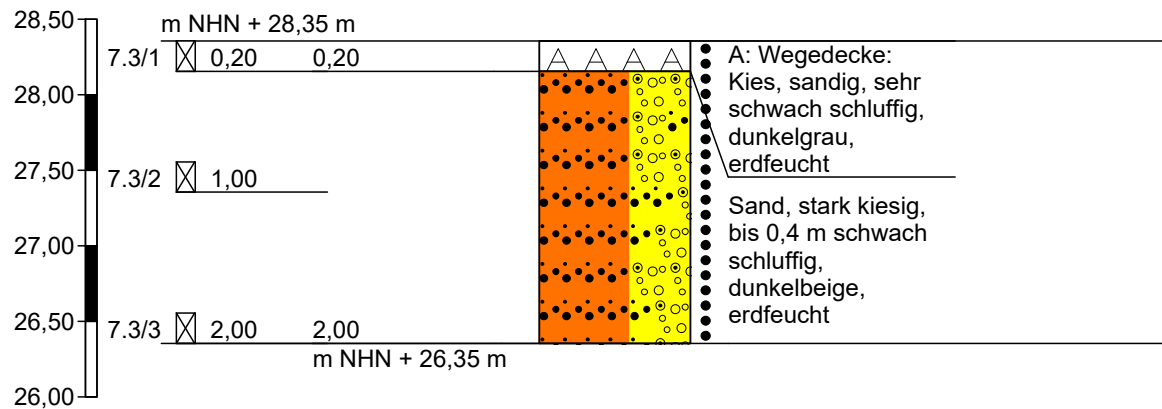 28,50
m NHN + 28,35 m
7.3/1 0,20 0,20
A A A A
A: Wegedecke:
Kies, sandig, sehr
schwach schluffig,
dunkelgrau,
erdfeucht
28,00
27,50
7.3/2 1,00
Sand, stark kiesig,
bis 0,4 m schwach
schluffig,
dunkelbeige,
erdfeucht
27,00
26,50
7.3/3 2,00 2,00
m NHN + 26,35 m
26,00